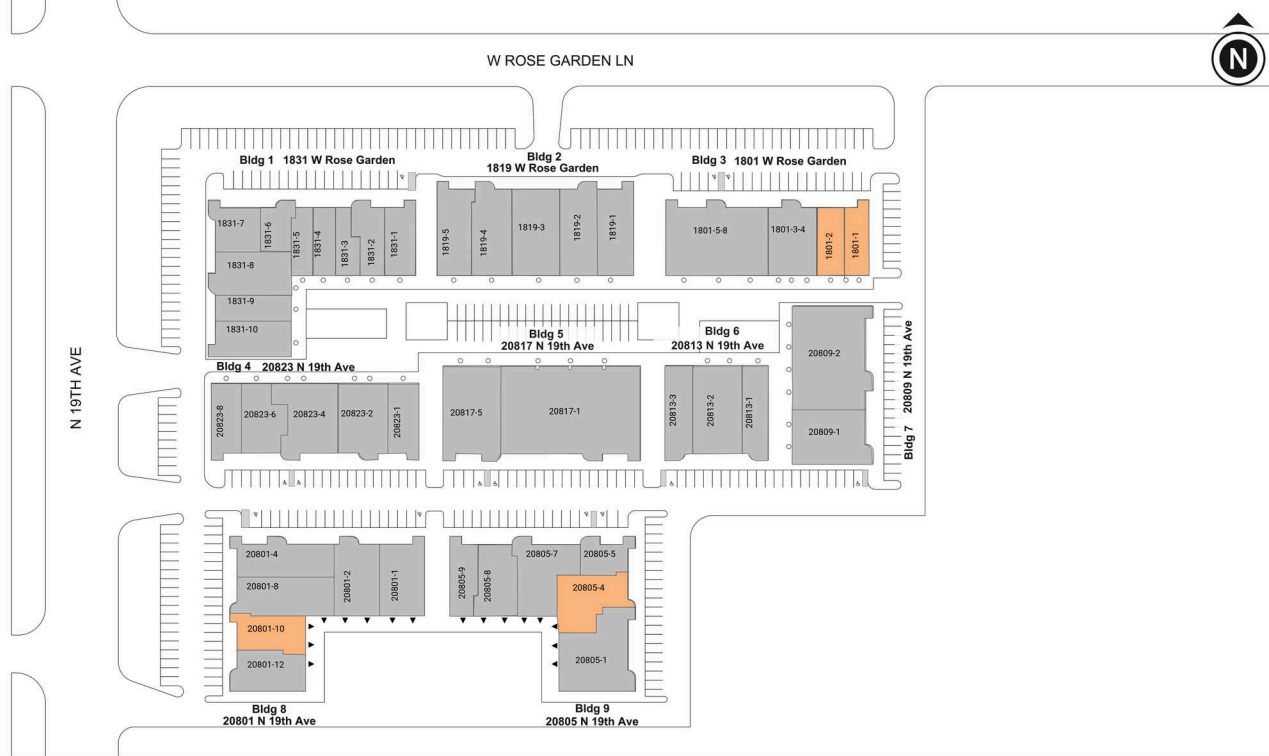 W ROSE GARDEN LN
N
N 19TH AVE
Bldg 1 1831 W Rose Garden
Bldg 2
1819 W Rose Garden
Bldg 3 1801 W Rose Garden
1831-7
1831-6
1831-5
1831-4
1831-3
1831-2
1831-1
1831-8
1831-9
1831-10
1819-5
1819-4
1819-3
1819-2
1819-1
1801-5-8
1801-3-4
1801-2
1801-1
Bldg 4 20823 N 19th Ave
20823-8
20823-6
20823-4
20823-2
20823-1
Bldg 5
20817 N 19th Ave
20817-5
20817-1
Bldg 6
20813 N 19th Ave
20813-3
20813-2
20813-1
20809-2
20809-1
Bldg 7 20809 N 19th Ave
20801-4
20801-8
20801-2
20801-1
20801-10
20801-12
Bldg 8
20801 N 19th Ave
20805-9
20805-8
20805-7
20805-5
20805-4
20805-1
Bldg 9
20805 N 19th Ave